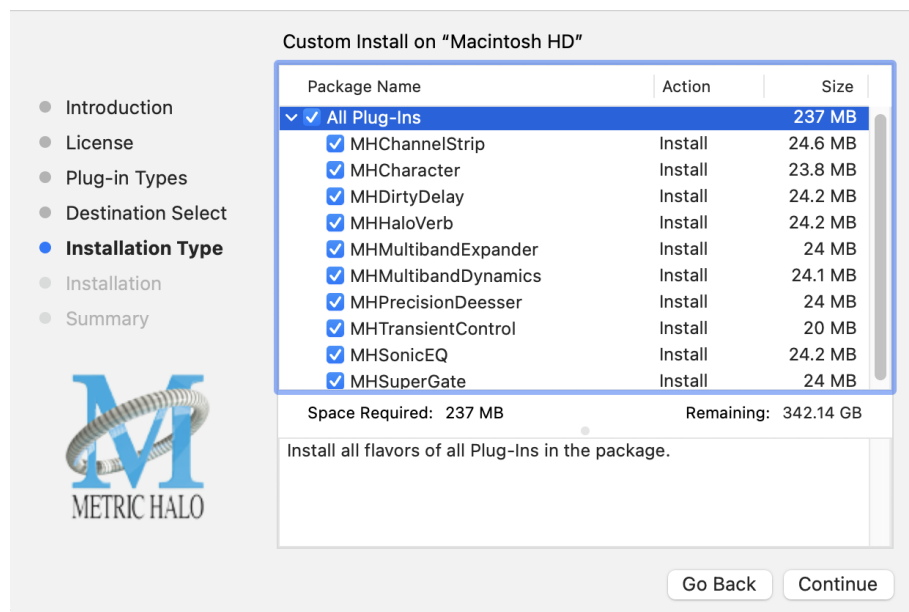 Custom Install on “Macintosh HD”
Introduction
License
Plug-in Types
Destination Select
Installation Type
Installation
Summary
METRIC HALO
Package Name Action Size
All Plug-Ins 237 MB
MHChannelStrip Install 24.6 MB
MHCharacter Install 23.8 MB
MHDirtyDelay Install 24.2 MB
MHHaloVerb Install 24.2 MB
MHMultibandExpander Install 24 MB
MHMultibandDynamics Install 24.1 MB
MHPrecisionDeesser Install 24 MB
MHTransientControl Install 20 MB
MHSonicEQ Install 24.2 MB
MHSuperGate Install 24 MB
Space Required: 237 MB Remaining: 342.14 GB
Install all flavors of all Plug-Ins in the package.
Go Back Continue